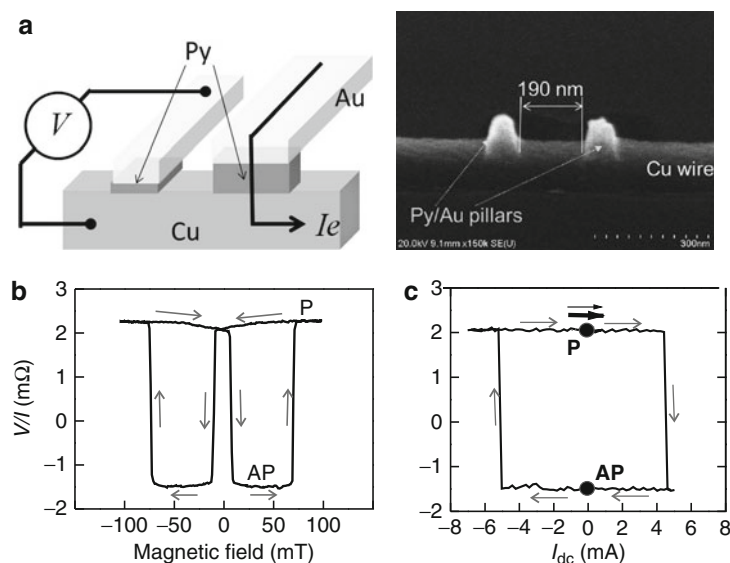 a
Py
Au
V
Cu
Ie
190 nm
Cu wire
Py/Au pillars
20.0kV 9.1mm x150k SE(U)
300nm
b
3
2
1
0
−1
−2
V/I (mΩ)
P
AP
−100 −50 0 50 100
Magnetic field (mT)
c
3
2
1
0
−1
−2
P
AP
−8 −6 −4 −2 0 2 4 6 8
Idc (mA)